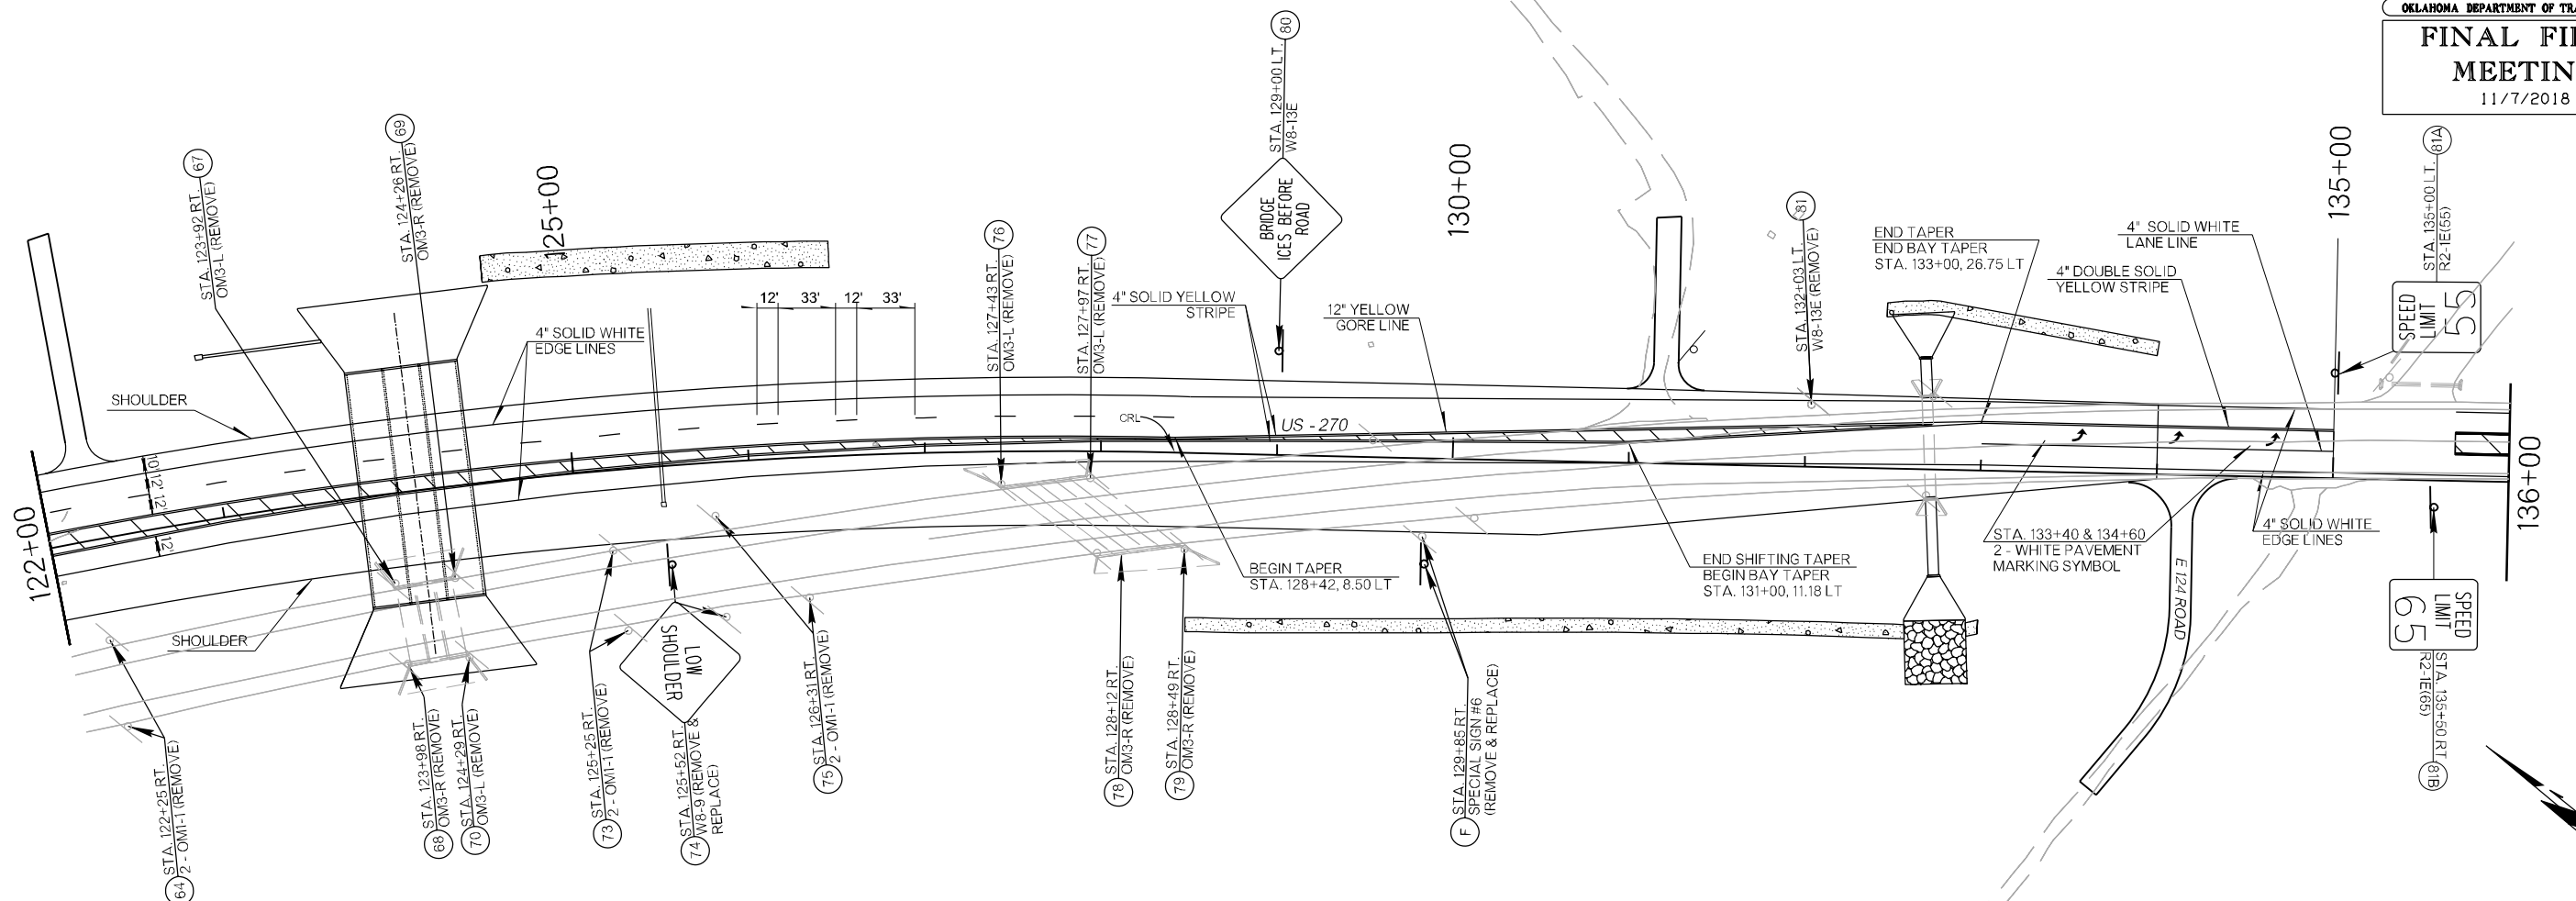 OKLAHOMA DEPARTMENT OF
FINAL
MEETIN
11/7/2018
67
STA. 123+92 RT.
OM3-L (REMOVE)
69
STA. 124+26 RT.
OM3-R (REMOVE)
125+00
76
STA. 127+43 RT.
OM3-L (REMOVE)
77
STA. 127+97 RT.
OM3-L (REMOVE)
80
STA. 129+00 LT.
W8-13E
BRIDGE
ICES BEFORE
ROAD
130+00
81
STA. 132+03 LT.
W8-13E (REMOVE)
END TAPER
END BAY TAPER
STA. 133+00, 26.75 LT
4" SOLID WHITE
LANE LINE
4" DOUBLE SOLID
YELLOW STRIPE
135+00
81A
STA. 135+00 LT.
R2-1E(55)
SPEED
LIMIT
55
4" SOLID WHITE
EDGE LINES
12' 33' 12' 33'
4" SOLID YELLOW
STRIPE
12" YELLOW
GORE LINE
SHOULDER
CRL
US - 270
10' 12' 12'
12'
122+00
136+00
SHOULDER
BEGIN TAPER
STA. 128+42, 8.50 LT
END SHIFTING TAPER
BEGIN BAY TAPER
STA. 131+00, 11.18 LT
STA. 133+40 & 134+60
2 - WHITE PAVEMENT
MARKING SYMBOL
E 124 ROAD
4" SOLID WHITE
EDGE LINES
SPEED
LIMIT
65
STA. 135+50 RT.
R2-1E(65)
81B
LOW
SHOULDER
64
STA. 122+25 RT.
2 - OM1-1 (REMOVE)
68
STA. 123+98 RT.
OM3-R (REMOVE)
70
STA. 124+29 RT.
OM3-L (REMOVE)
73
STA. 125+25 RT.
2 - OM1-1 (REMOVE)
74
STA. 125+52 RT.
W8-9 (REMOVE &
REPLACE)
75
STA. 126+31 RT.
2 - OM1-1 (REMOVE)
78
STA. 128+12 RT.
OM3-R (REMOVE)
79
STA. 128+49 RT.
OM3-R (REMOVE)
F
STA. 129+85 RT.
SPECIAL SIGN #6
(REMOVE & REPLACE)